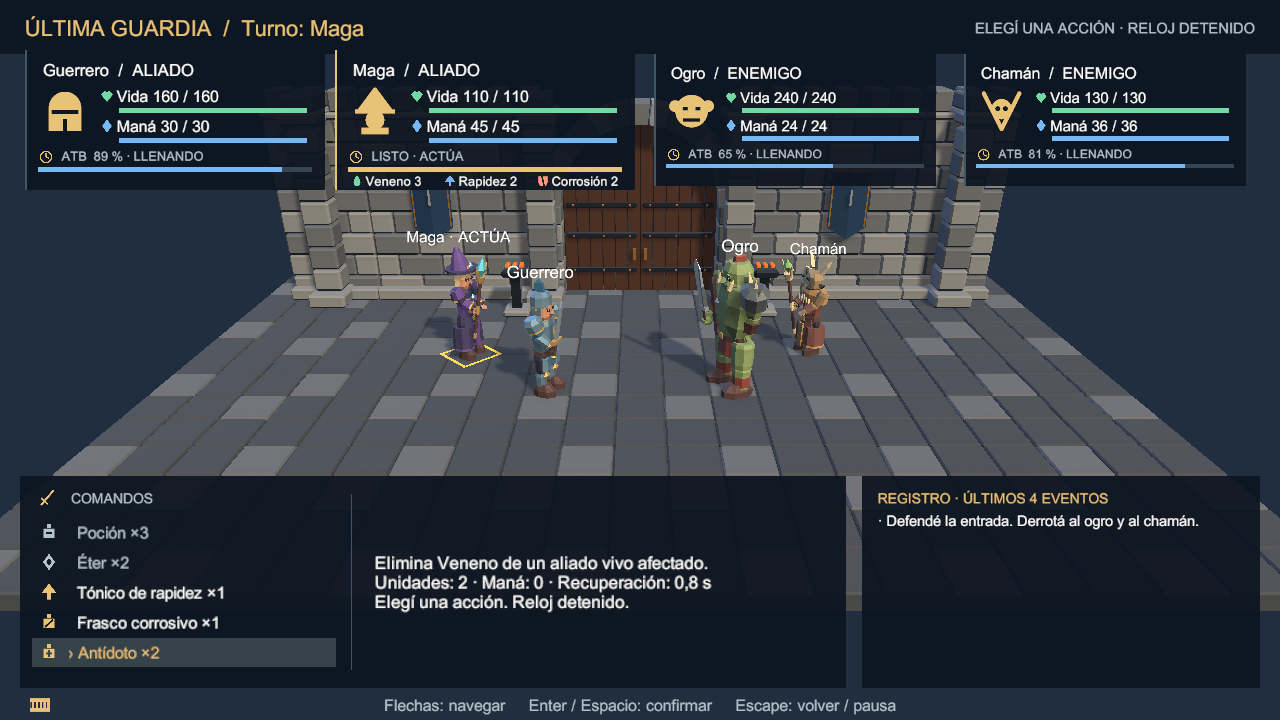 ÚLTIMA GUARDIA / Turno: Maga
ELEGÍ UNA ACCIÓN · RELOJ DETENIDO
Guerrero / ALIADO
Vida 160 / 160
Maná 30 / 30
ATB 89 % · LLENANDO
Maga / ALIADO
Vida 110 / 110
Maná 45 / 45
LISTO · ACTÚA
Veneno 3 Rapidez 2 Corrosión 2
Ogro / ENEMIGO
Vida 240 / 240
Maná 24 / 24
ATB 65 % · LLENANDO
Chamán / ENEMIGO
Vida 130 / 130
Maná 36 / 36
ATB 81 % · LLENANDO
Maga · ACTÚA
Guerrero
Ogro
Chamán
COMANDOS
Poción ×3
Éter ×2
Tónico de rapidez ×1
Frasco corrosivo ×1
› Antídoto ×2
Elimina Veneno de un aliado vivo afectado.
Unidades: 2 · Maná: 0 · Recuperación: 0,8 s
Elegí una acción. Reloj detenido.
REGISTRO · ÚLTIMOS 4 EVENTOS
· Defendé la entrada. Derrotá al ogro y al chamán.
Flechas: navegar Enter / Espacio: confirmar Escape: volver / pausa